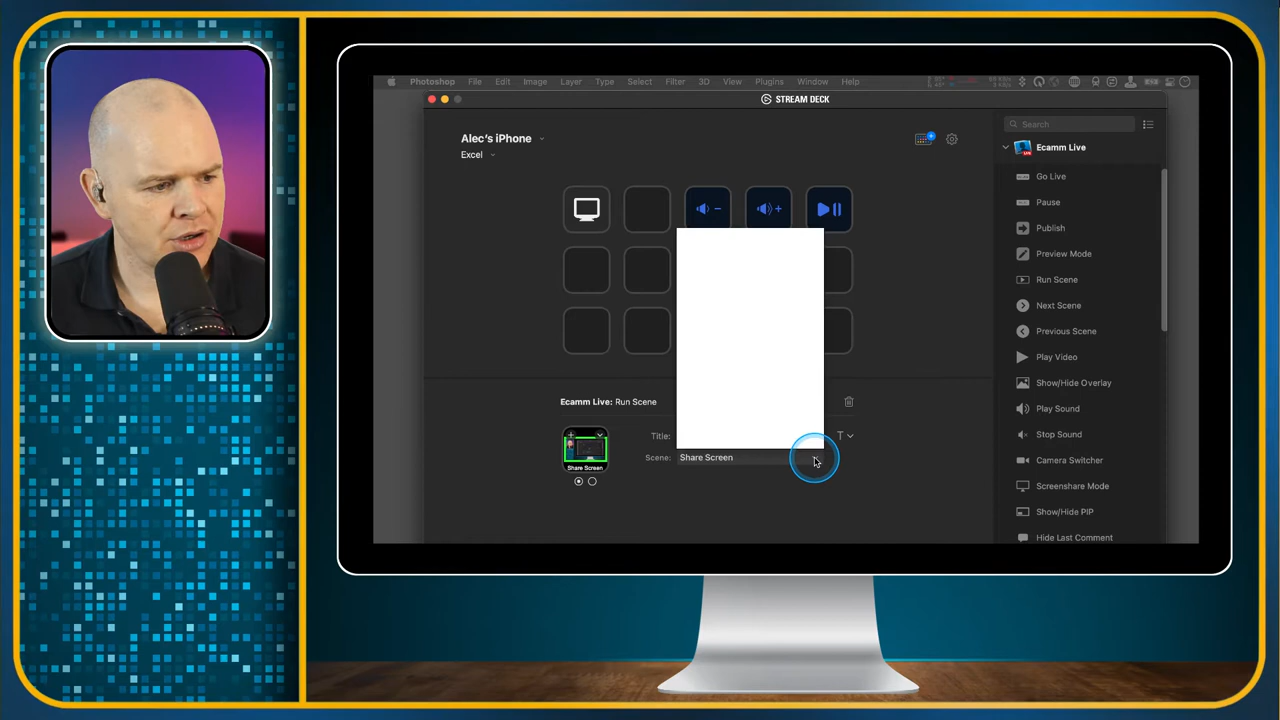 Photoshop File Edit Image Layer Type Select Filter 3D View Plugins Window Help
STREAM DECK
Alec's iPhone
Excel
Search
Ecamm Live
Go Live
Pause
Publish
Preview Mode
Run Scene
Next Scene
Previous Scene
Play Video
Show/Hide Overlay
Play Sound
Stop Sound
Camera Switcher
Screenshare Mode
Show/Hide PIP
Hide Last Comment
Ecamm Live: Run Scene
Title:
T
Scene: Share Screen
Share Screen